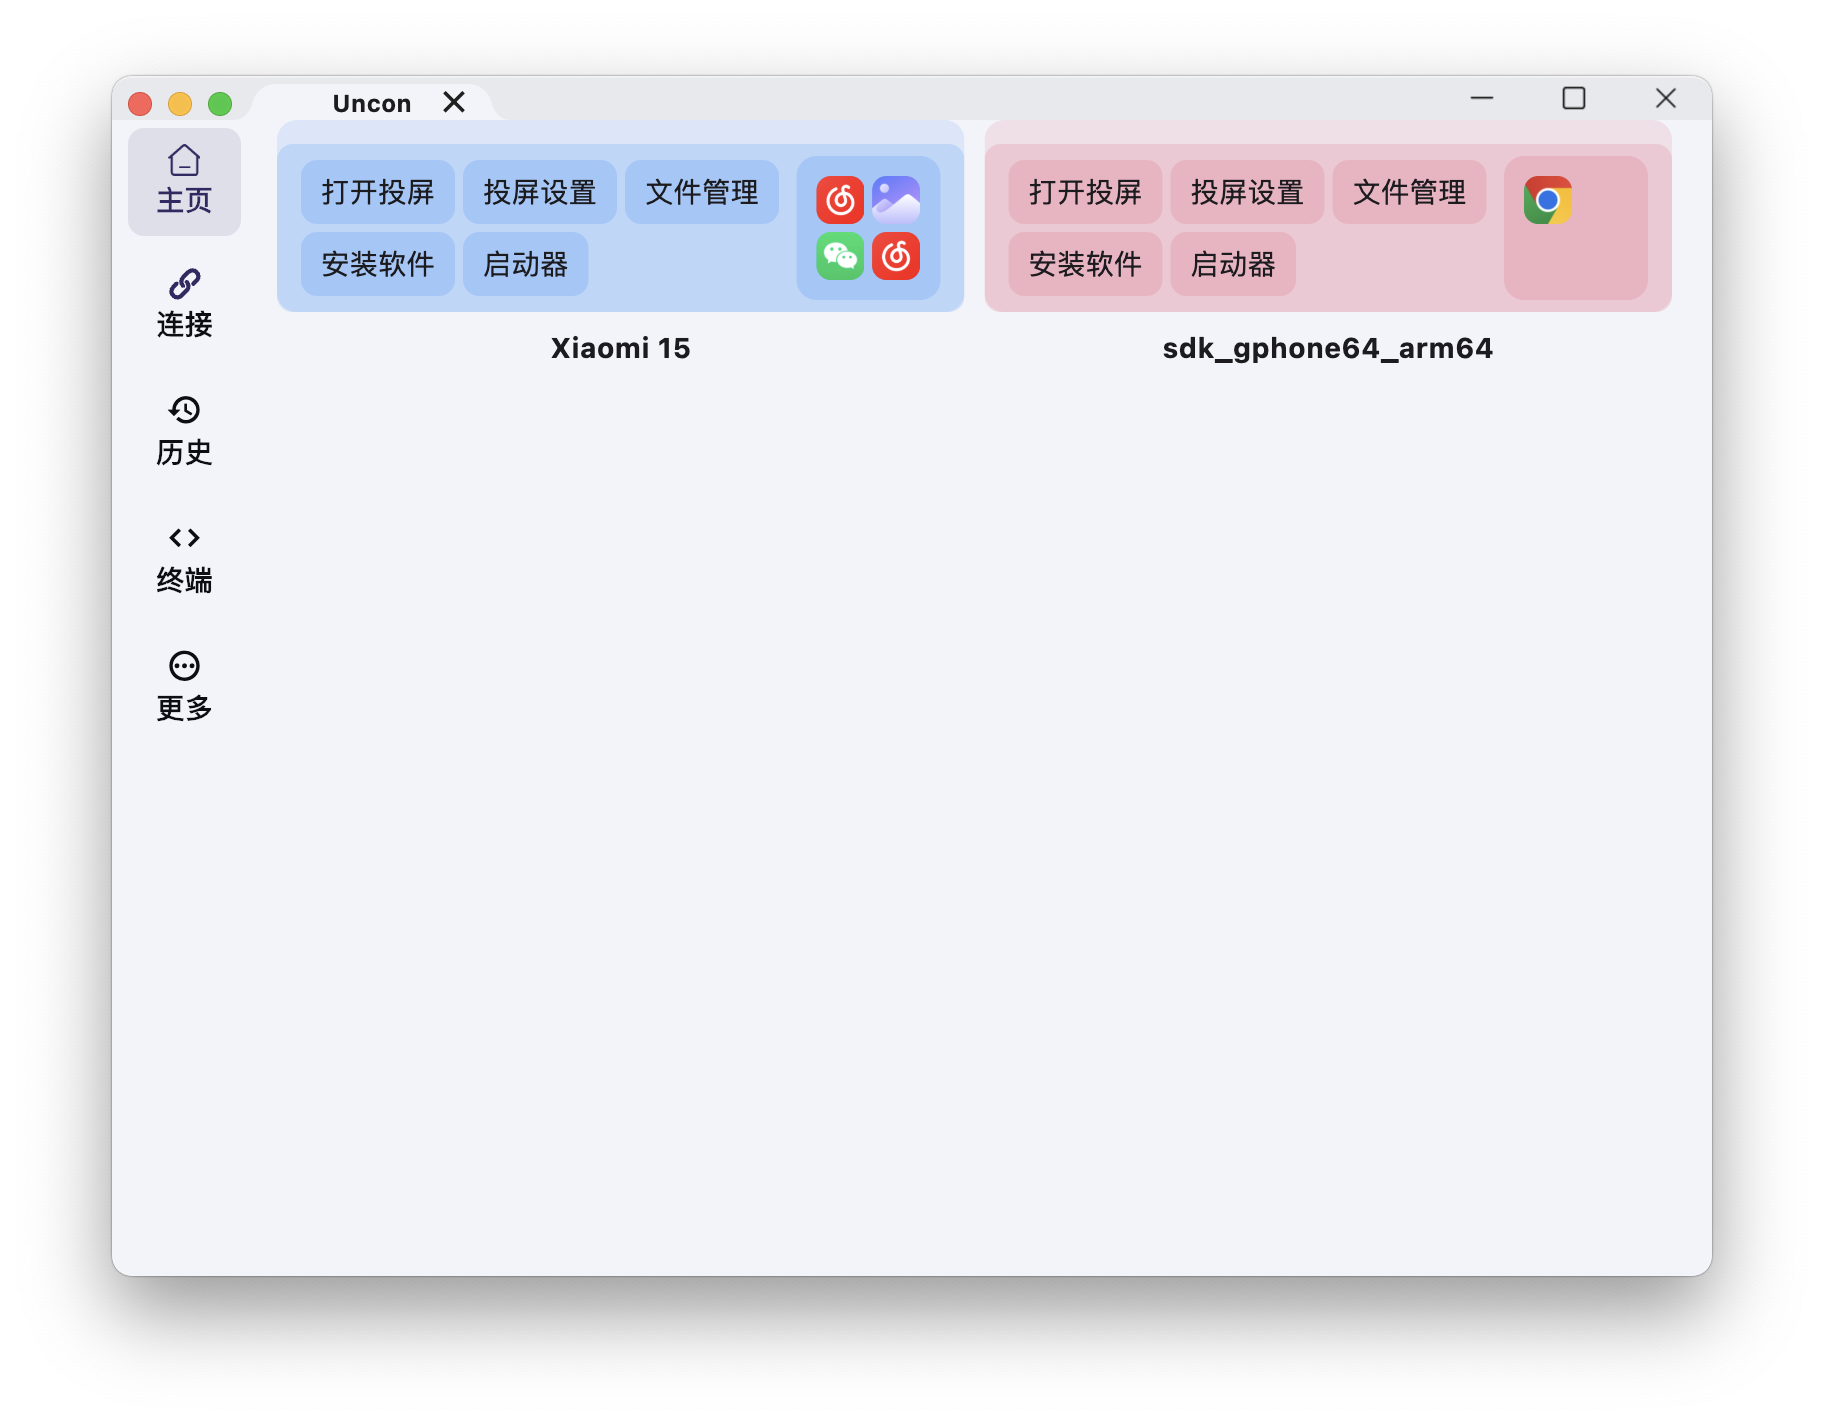 Uncon
主页
连接
历史
终端
更多
打开投屏 投屏设置 文件管理
安装软件 启动器
Xiaomi 15
打开投屏 投屏设置 文件管理
安装软件 启动器
sdk_gphone64_arm64